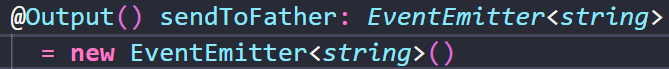 @Output() sendToFather: EventEmitter<string>
= new EventEmitter<string>()